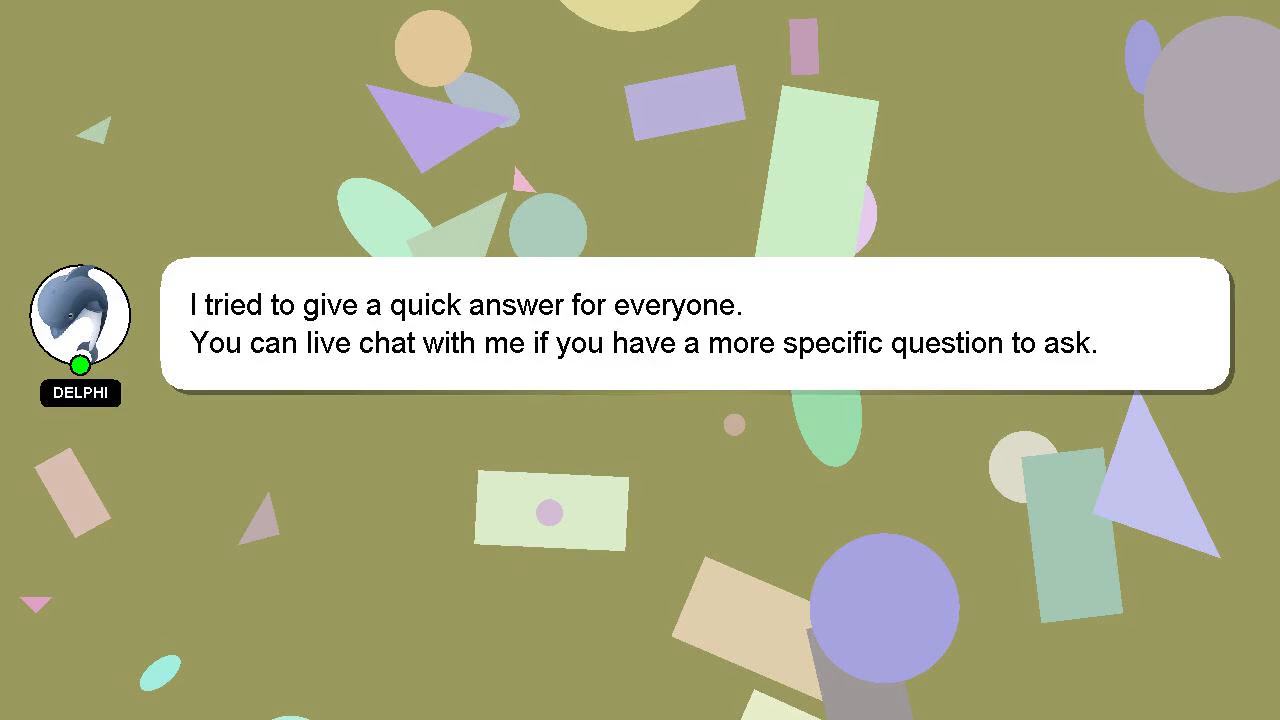 I tried to give a quick answer for everyone.
You can live chat with me if you have a more specific question to ask.
DELPHI